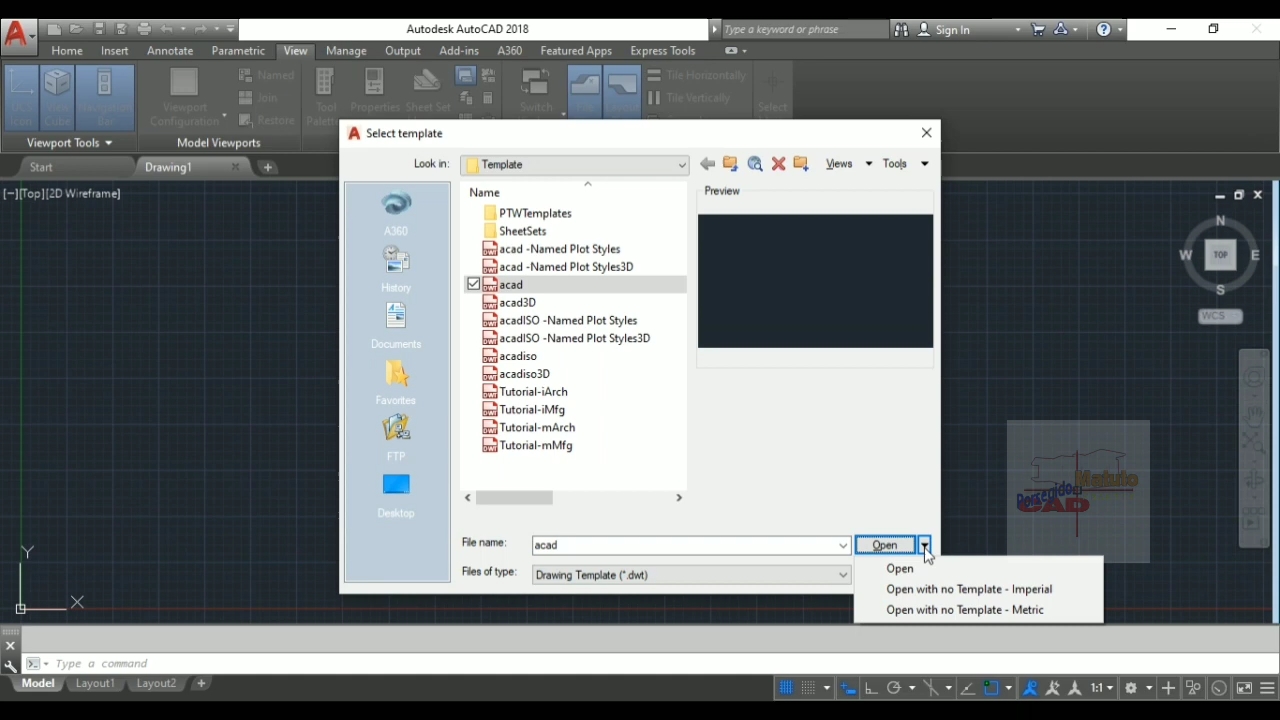 Autodesk AutoCAD 2018
Type a keyword or phrase
Sign In
Home Insert Annotate Parametric View Manage Output Add-ins A360 Featured Apps Express Tools
Named
Join
Restore
Viewport
Configuration
Tool
Properties
Sheet Set
Switch
Tile Horizontally
Tile Vertically
Select
Viewport Tools
Model Viewports
Start
Drawing1
[−][Top][2D Wireframe]
Select template
Look in:
Template
Views
Tools
Name
PTWTemplates
SheetSets
acad -Named Plot Styles
acad -Named Plot Styles3D
acad
acad3D
acadISO -Named Plot Styles
acadISO -Named Plot Styles3D
acadiso
acadiso3D
Tutorial-iArch
Tutorial-iMfg
Tutorial-mArch
Tutorial-mMfg
A360
History
Documents
Favorites
FTP
Desktop
Preview
File name:
acad
Open
Files of type:
Drawing Template (*.dwt)
Open
Open with no Template - Imperial
Open with no Template - Metric
N
W
TOP
E
S
WCS
Matuto
CAD
Y
X
Type a command
Model
Layout1
Layout2
1:1